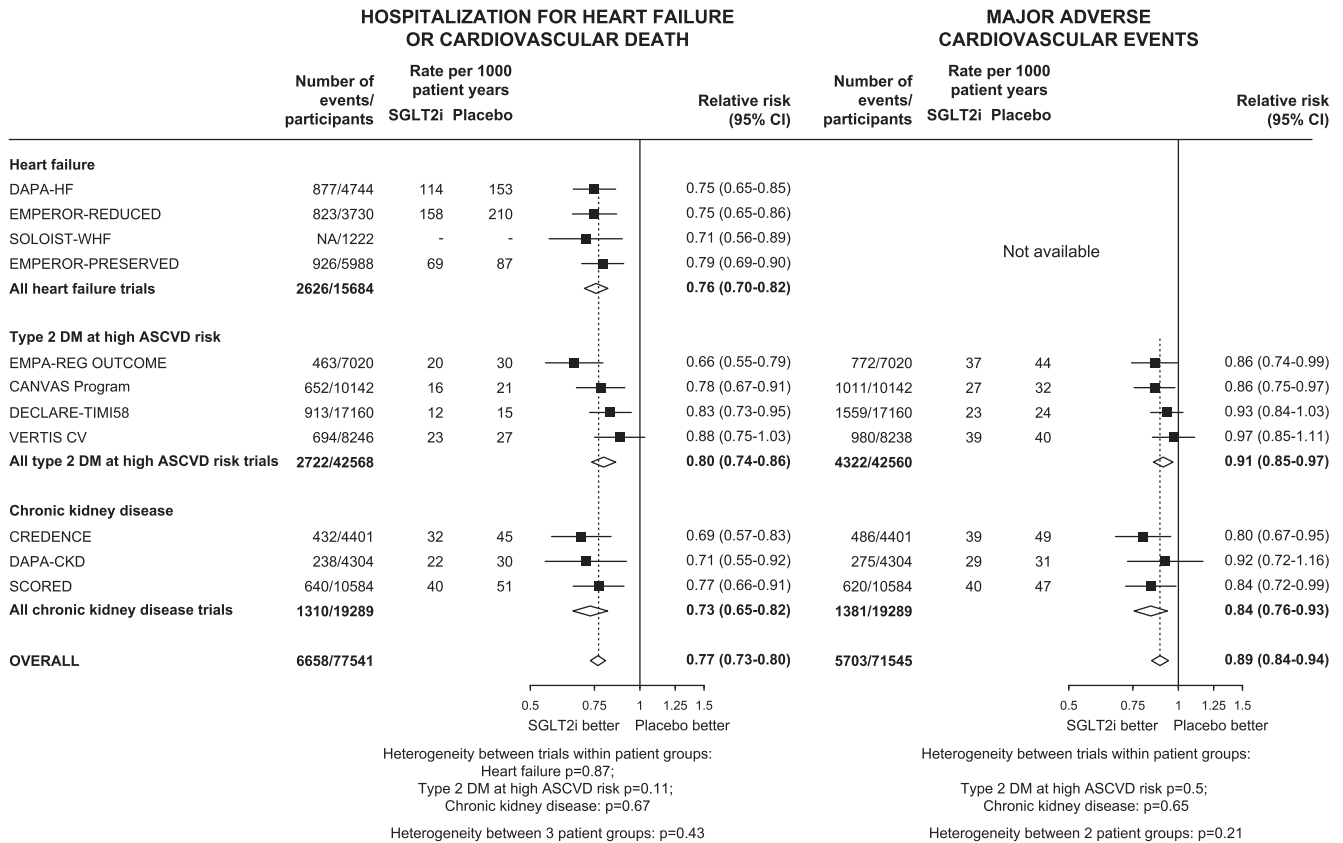 HOSPITALIZATION FOR HEART FAILURE
OR CARDIOVASCULAR DEATH
MAJOR ADVERSE
CARDIOVASCULAR EVENTS
Number of
events/
participants
Rate per 1000
patient years
SGLT2i Placebo
Relative risk
(95% CI)
Number of
events/
participants
Rate per 1000
patient years
SGLT2i Placebo
Relative risk
(95% CI)
Heart failure
DAPA-HF 877/4744 114 153 0.75 (0.65-0.85)
EMPEROR-REDUCED 823/3730 158 210 0.75 (0.65-0.86)
SOLOIST-WHF NA/1222 - - 0.71 (0.56-0.89)
EMPEROR-PRESERVED 926/5988 69 87 0.79 (0.69-0.90)
All heart failure trials 2626/15684 0.76 (0.70-0.82)
Not available
Type 2 DM at high ASCVD risk
EMPA-REG OUTCOME 463/7020 20 30 0.66 (0.55-0.79) 772/7020 37 44 0.86 (0.74-0.99)
CANVAS Program 652/10142 16 21 0.78 (0.67-0.91) 1011/10142 27 32 0.86 (0.75-0.97)
DECLARE-TIMI58 913/17160 12 15 0.83 (0.73-0.95) 1559/17160 23 24 0.93 (0.84-1.03)
VERTIS CV 694/8246 23 27 0.88 (0.75-1.03) 980/8238 39 40 0.97 (0.85-1.11)
All type 2 DM at high ASCVD risk trials 2722/42568 0.80 (0.74-0.86) 4322/42560 0.91 (0.85-0.97)
Chronic kidney disease
CREDENCE 432/4401 32 45 0.69 (0.57-0.83) 486/4401 39 49 0.80 (0.67-0.95)
DAPA-CKD 238/4304 22 30 0.71 (0.55-0.92) 275/4304 29 31 0.92 (0.72-1.16)
SCORED 640/10584 40 51 0.77 (0.66-0.91) 620/10584 40 47 0.84 (0.72-0.99)
All chronic kidney disease trials 1310/19289 0.73 (0.65-0.82) 1381/19289 0.84 (0.76-0.93)
OVERALL 6658/77541 0.77 (0.73-0.80) 5703/71545 0.89 (0.84-0.94)
0.5 0.75 1 1.25 1.5
SGLT2i better Placebo better
0.5 0.75 1 1.25 1.5
SGLT2i better Placebo better
Heterogeneity between trials within patient groups:
Heart failure p=0.87;
Type 2 DM at high ASCVD risk p=0.11;
Chronic kidney disease: p=0.67
Heterogeneity between 3 patient groups: p=0.43
Heterogeneity between trials within patient groups:
Type 2 DM at high ASCVD risk p=0.5;
Chronic kidney disease: p=0.65
Heterogeneity between 2 patient groups: p=0.21